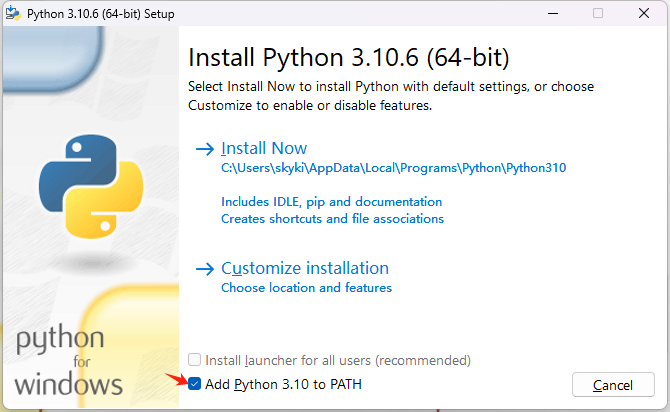 Python 3.10.6 (64-bit) Setup
Install Python 3.10.6 (64-bit)
Select Install Now to install Python with default settings, or choose
Customize to enable or disable features.
Install Now
C:\Users\skyki\AppData\Local\Programs\Python\Python310
Includes IDLE, pip and documentation
Creates shortcuts and file associations
Customize installation
Choose location and features
Install launcher for all users (recommended)
Add Python 3.10 to PATH
Cancel
python
for
windows